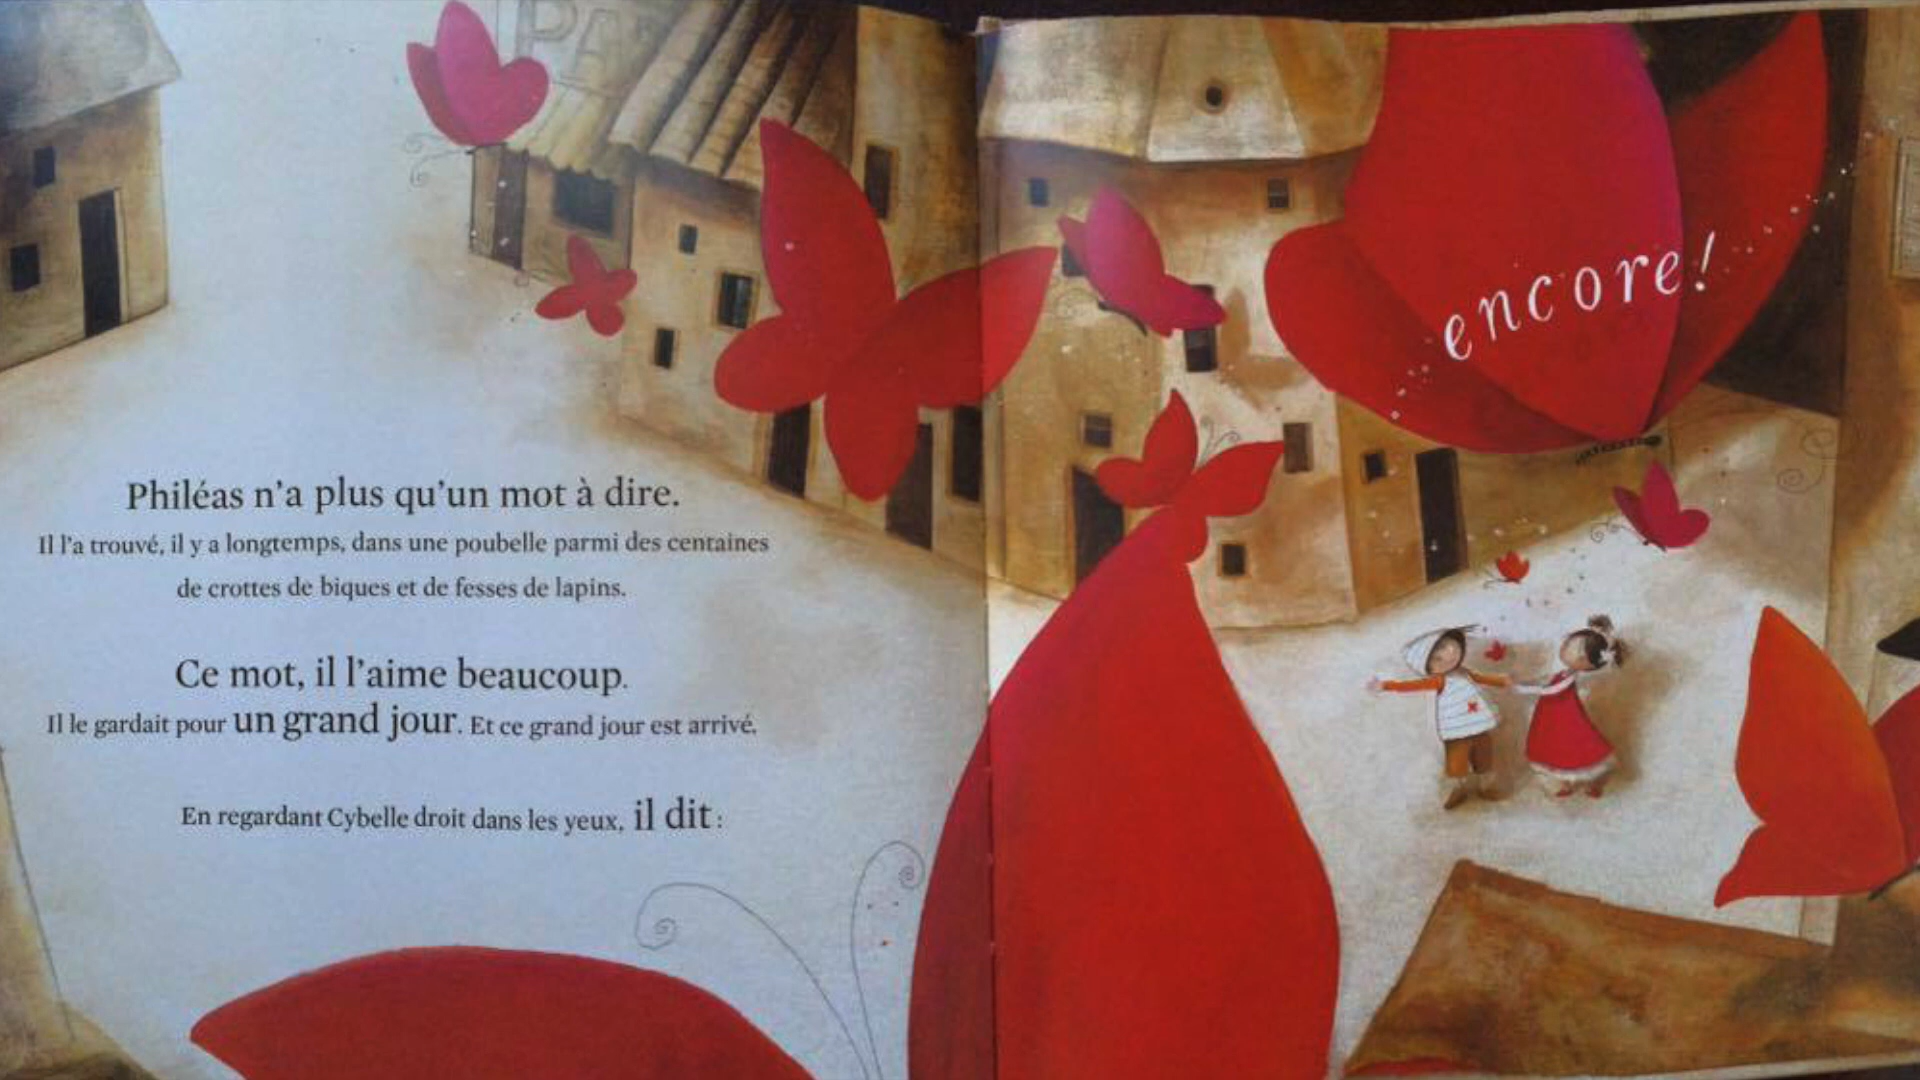 Philéas n'a plus qu'un mot à dire.
Il l'a trouvé, il y a longtemps, dans une poubelle parmi des centaines
de crottes de biques et de fesses de lapins.
Ce mot, il l'aime beaucoup.
Il le gardait pour un grand jour. Et ce grand jour est arrivé.
En regardant Cybelle droit dans les yeux, il dit :
encore!